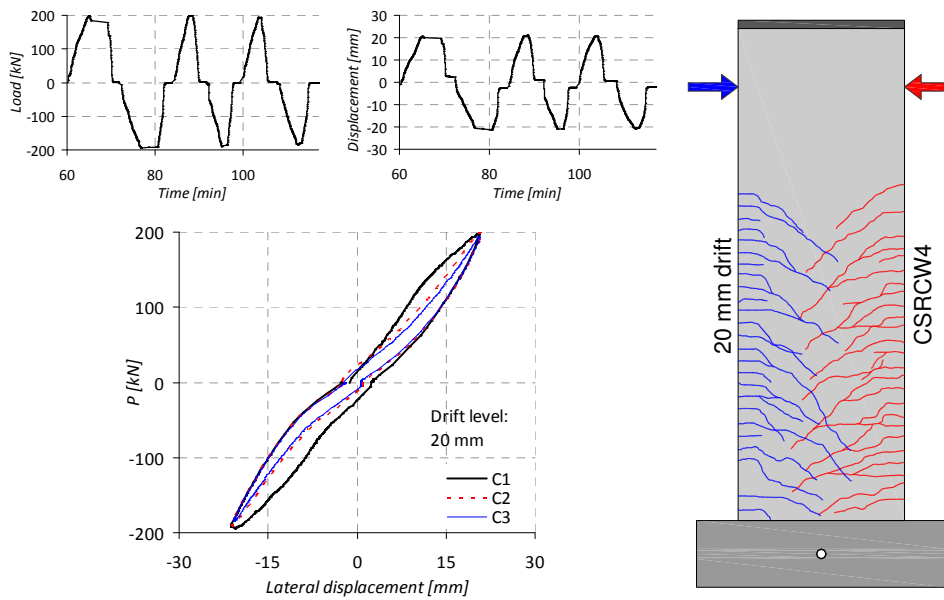 200
100
0
-100
-200
Load [kN]
60
80
100
Time [min]
30
20
10
0
-10
-20
-30
Displacement [mm]
60
80
100
Time [min]
200
100
0
-100
-200
P [kN]
-30
-15
0
15
30
Lateral displacement [mm]
Drift level:
20 mm
C1
C2
C3
20 mm drift
CSRCW4